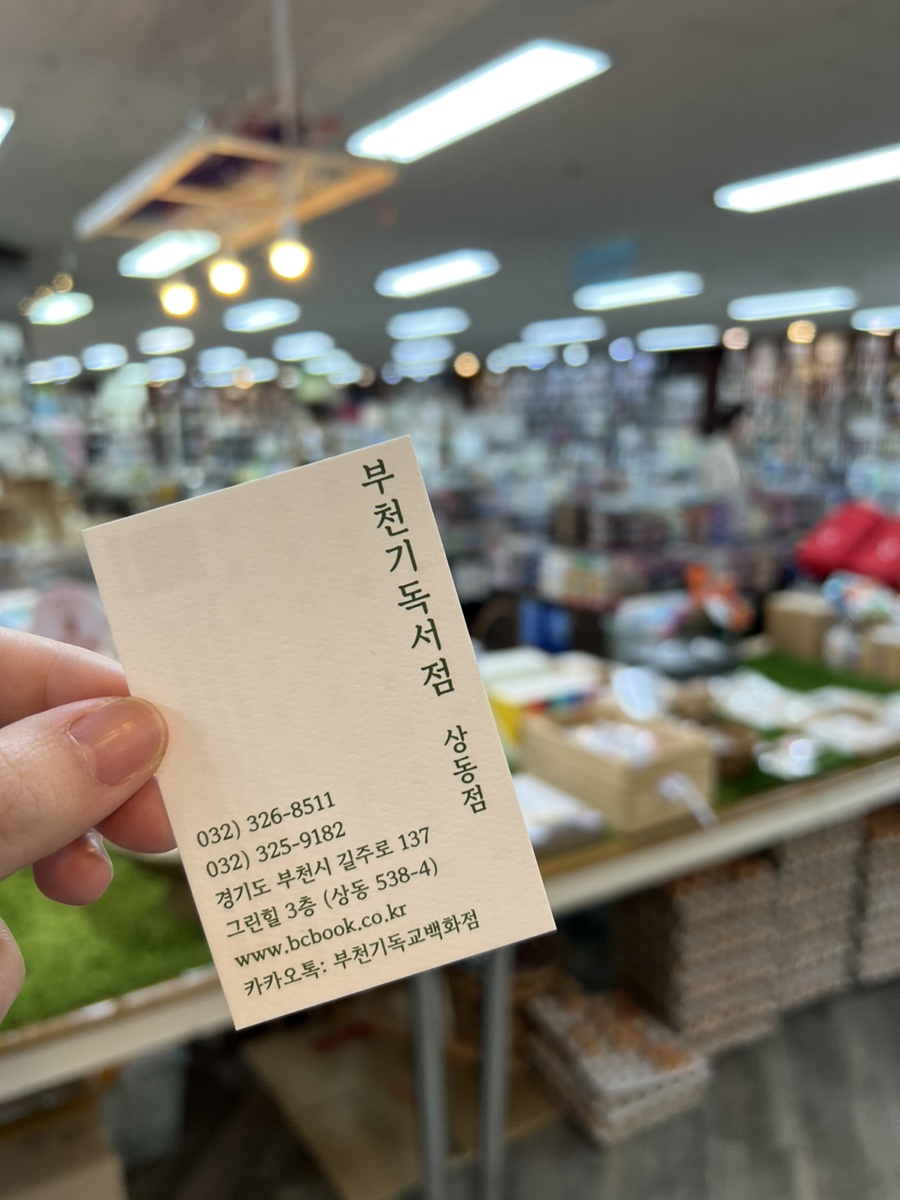 부천기독서점 상동점
032) 326-8511
032) 325-9182
경기도 부천시 길주로 137
그린힐 3층 (상동 538-4)
www.bcbook.co.kr
카카오톡: 부천기독교백화점